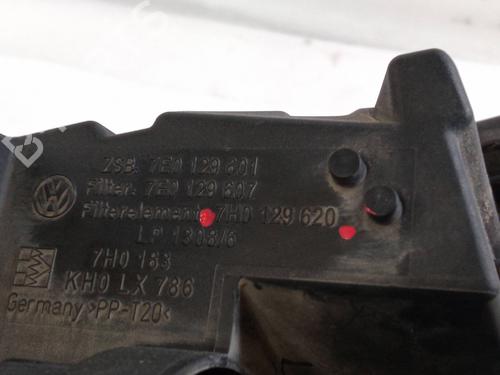 ZSB. 7E0 129 601
Filter. 7E0 129 607
Filterelement. 7H0 129 620
LP 1308/6
7H0 183
KH0 LX 786
Germany >PP-T20<